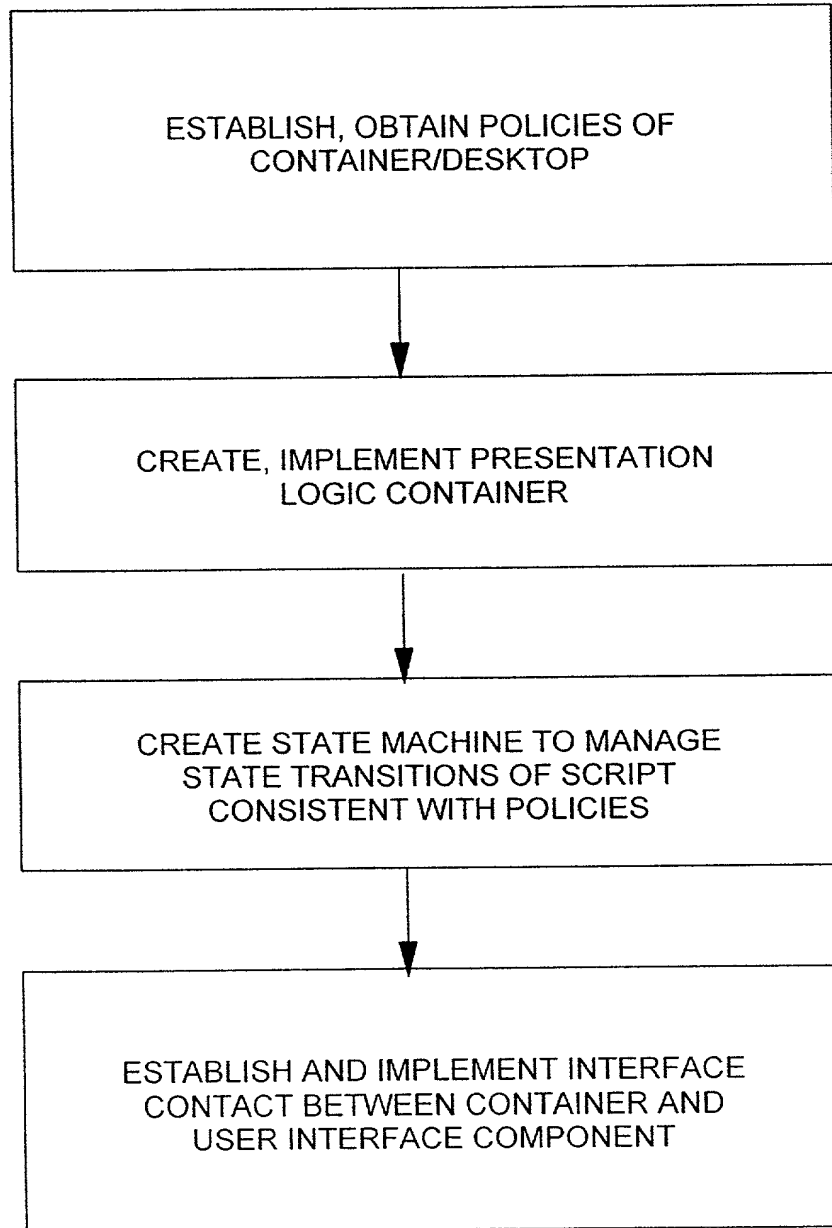 ESTABLISH, OBTAIN POLICIES OF
CONTAINER/DESKTOP
CREATE, IMPLEMENT PRESENTATION
LOGIC CONTAINER
CREATE STATE MACHINE TO MANAGE
STATE TRANSITIONS OF SCRIPT
CONSISTENT WITH POLICIES
ESTABLISH AND IMPLEMENT INTERFACE
CONTACT BETWEEN CONTAINER AND
USER INTERFACE COMPONENT